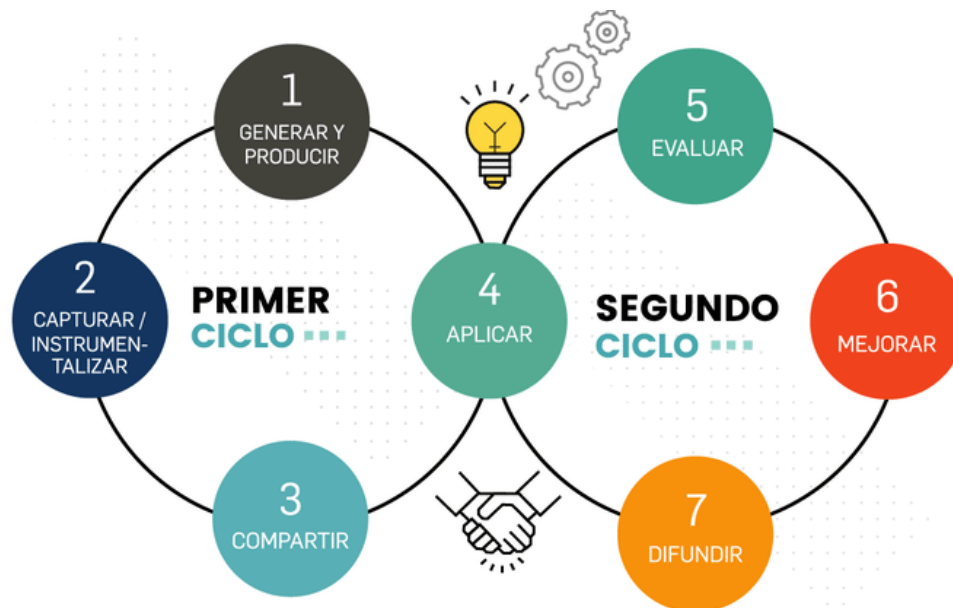 1
GENERAR Y
PRODUCIR
2
CAPTURAR /
INSTRUMEN-
TALIZAR
PRIMER
CICLO
3
COMPARTIR
4
APLICAR
5
EVALUAR
SEGUNDO
CICLO
6
MEJORAR
7
DIFUNDIR